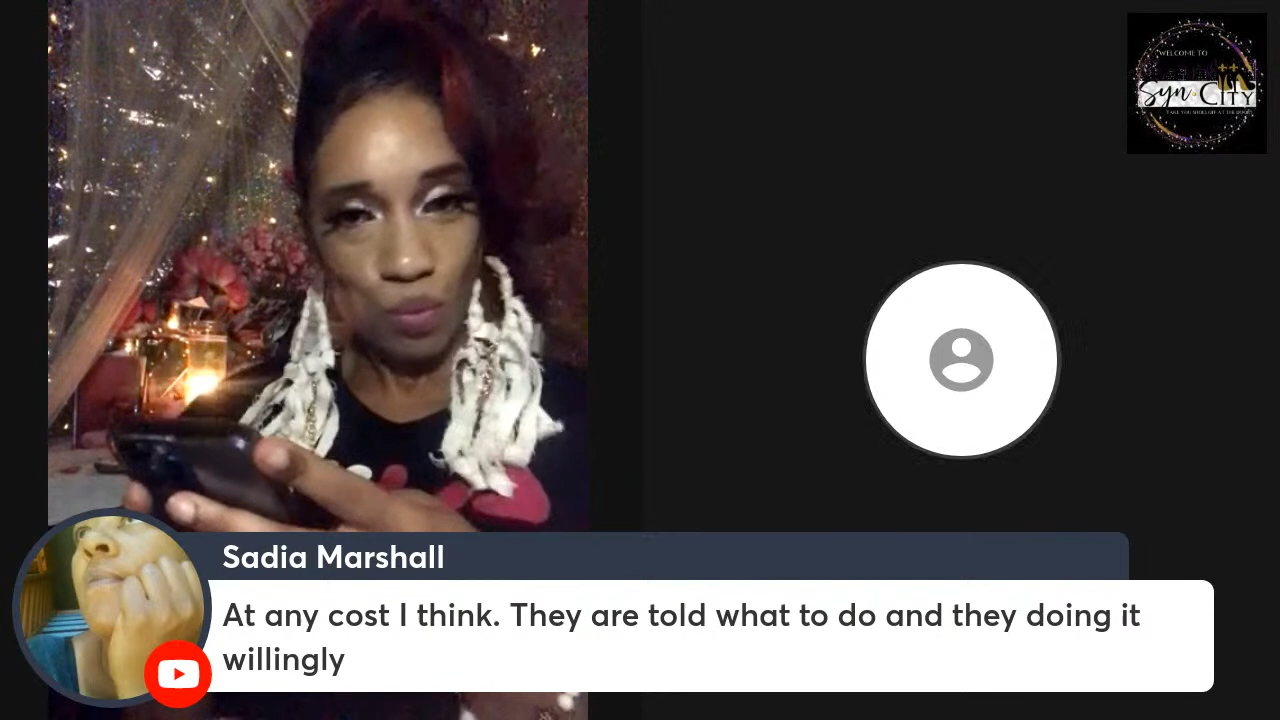 WELCOME TO
Syn City
Sadia Marshall
At any cost I think. They are told what to do and they doing it
willingly